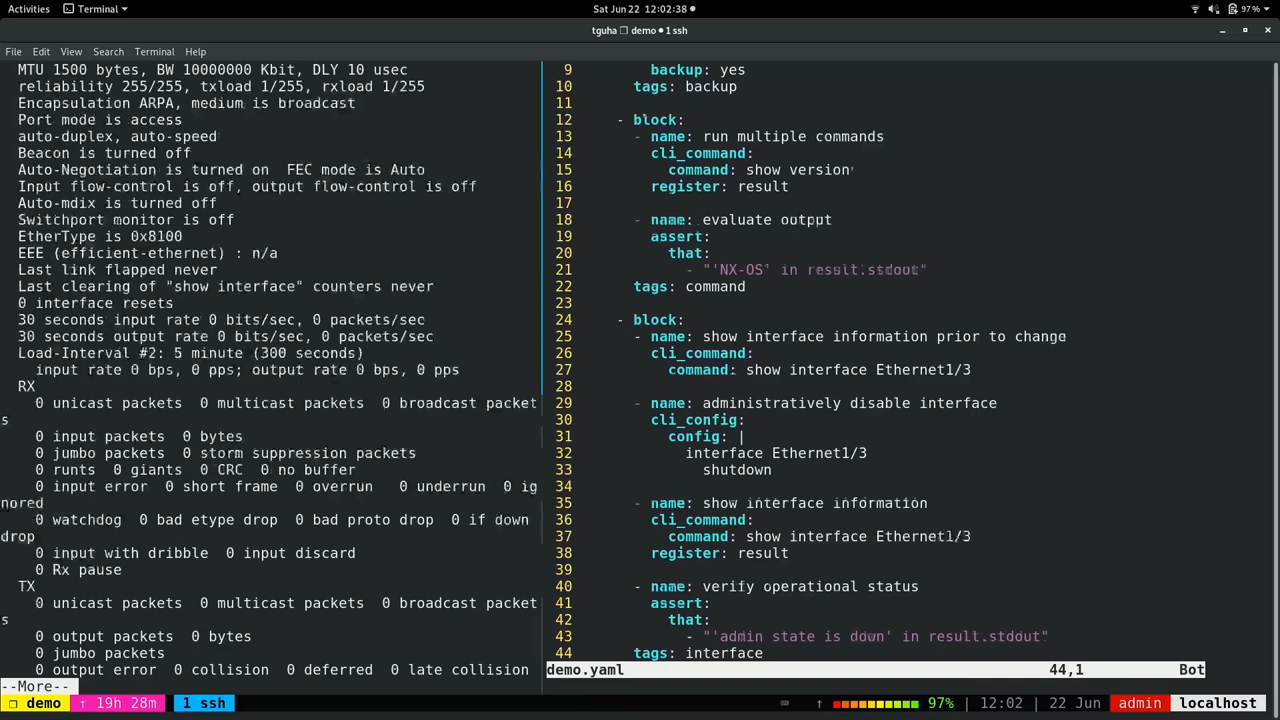 Activities Terminal Sat Jun 22 12:02:38 97%
tguha demo 1 ssh
File Edit View Search Terminal Help
MTU 1500 bytes, BW 10000000 Kbit, DLY 10 usec
reliability 255/255, txload 1/255, rxload 1/255
Encapsulation ARPA, medium is broadcast
Port mode is access
auto-duplex, auto-speed
Beacon is turned off
Auto-Negotiation is turned on  FEC mode is Auto
Input flow-control is off, output flow-control is off
Auto-mdix is turned off
Switchport monitor is off
EtherType is 0x8100
EEE (efficient-ethernet) : n/a
Last link flapped never
Last clearing of "show interface" counters never
0 interface resets
30 seconds input rate 0 bits/sec, 0 packets/sec
30 seconds output rate 0 bits/sec, 0 packets/sec
Load-Interval #2: 5 minute (300 seconds)
input rate 0 bps, 0 pps; output rate 0 bps, 0 pps
RX
0 unicast packets  0 multicast packets  0 broadcast packet
s
0 input packets  0 bytes
0 jumbo packets  0 storm suppression packets
0 runts  0 giants  0 CRC  0 no buffer
0 input error  0 short frame  0 overrun   0 underrun  0 ig
nored
0 watchdog  0 bad etype drop  0 bad proto drop  0 if down
drop
0 input with dribble  0 input discard
0 Rx pause
TX
0 unicast packets  0 multicast packets  0 broadcast packet
s
0 output packets  0 bytes
0 jumbo packets
0 output error  0 collision  0 deferred  0 late collision
--More--
9 backup: yes
10 tags: backup
11
12 - block:
13 - name: run multiple commands
14 cli_command:
15 command: show version
16 register: result
17
18 - name: evaluate output
19 assert:
20 that:
21 - "'NX-OS' in result.stdout"
22 tags: command
23
24 - block:
25 - name: show interface information prior to change
26 cli_command:
27 command: show interface Ethernet1/3
28
29 - name: administratively disable interface
30 cli_config:
31 config: |
32 interface Ethernet1/3
33 shutdown
34
35 - name: show interface information
36 cli_command:
37 command: show interface Ethernet1/3
38 register: result
39
40 - name: verify operational status
41 assert:
42 that:
43 - "'admin state is down' in result.stdout"
44 tags: interface
demo.yaml 44,1 Bot
demo ↑ 19h 28m 1 ssh ↑ 97% 12:02 22 Jun admin localhost